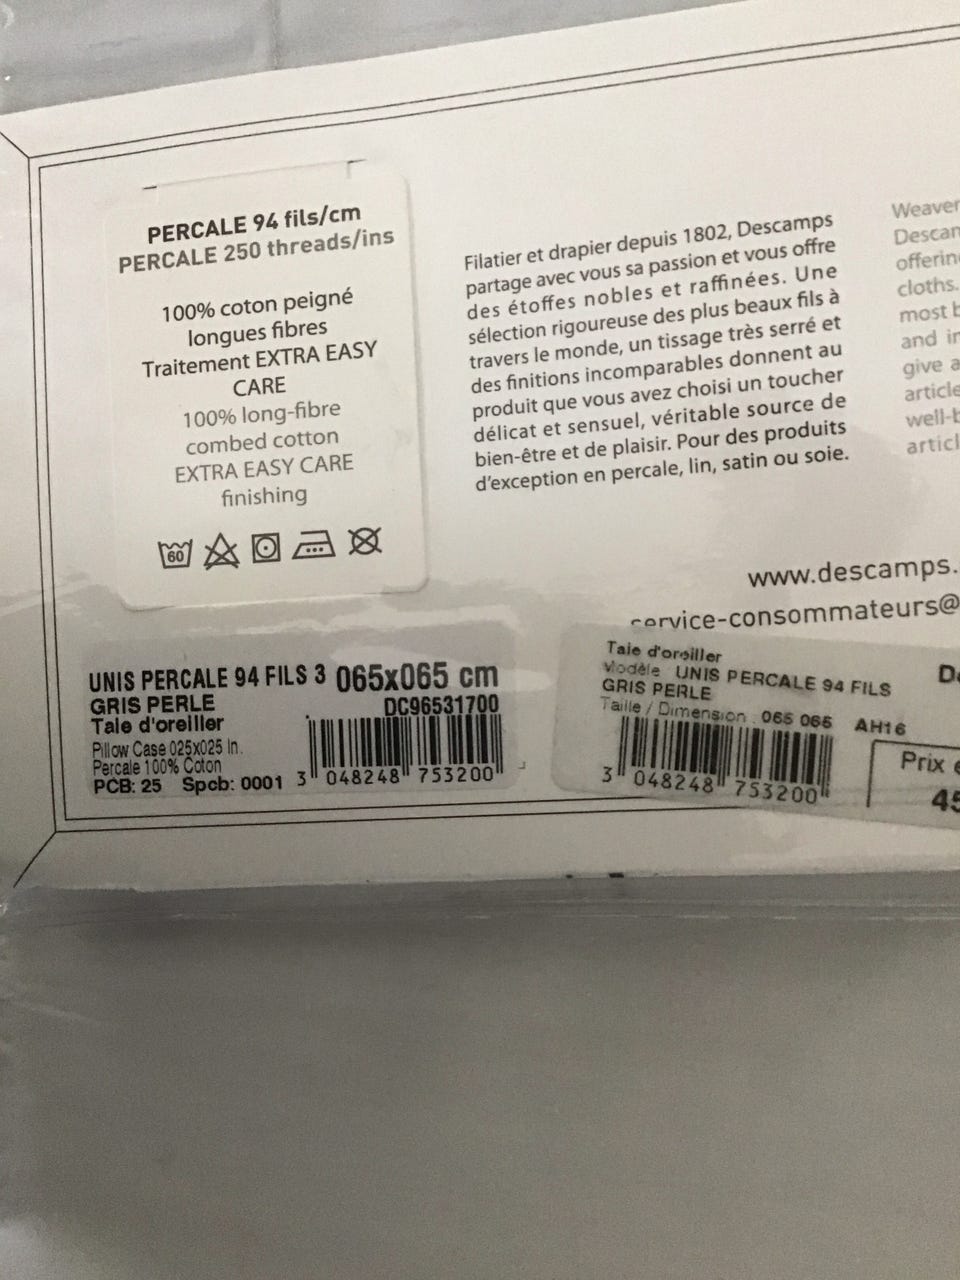 PERCALE 94 fils/cm
PERCALE 250 threads/ins
100% coton peigné
longues fibres
Traitement EXTRA EASY
CARE
100% long-fibre
combed cotton
EXTRA EASY CARE
finishing
60
Filatier et drapier depuis 1802, Descamps
partage avec vous sa passion et vous offre
des étoffes nobles et raffinées. Une
sélection rigoureuse des plus beaux fils à
travers le monde, un tissage très serré et
des finitions incomparables donnent au
produit que vous avez choisi un toucher
délicat et sensuel, véritable source de
bien-être et de plaisir. Pour des produits
d'exception en percale, lin, satin ou soie.
Weaver
Descam
offering
cloths.
most b
and in
give a
article
well-b
articl
www.descamps.
service-consommateurs@
UNIS PERCALE 94 FILS 3 065x065 cm
GRIS PERLE DC96531700
Taie d'oreiller
Pillow Case 025x025 In.
Percale 100% Coton
PCB: 25 Spcb: 0001
3 048248 753200
Taie d'oreiller
Modèle UNIS PERCALE 94 FILS
GRIS PERLE
Taille / Dimension : 065 065 AH16
3 048248 753200
Prix
45